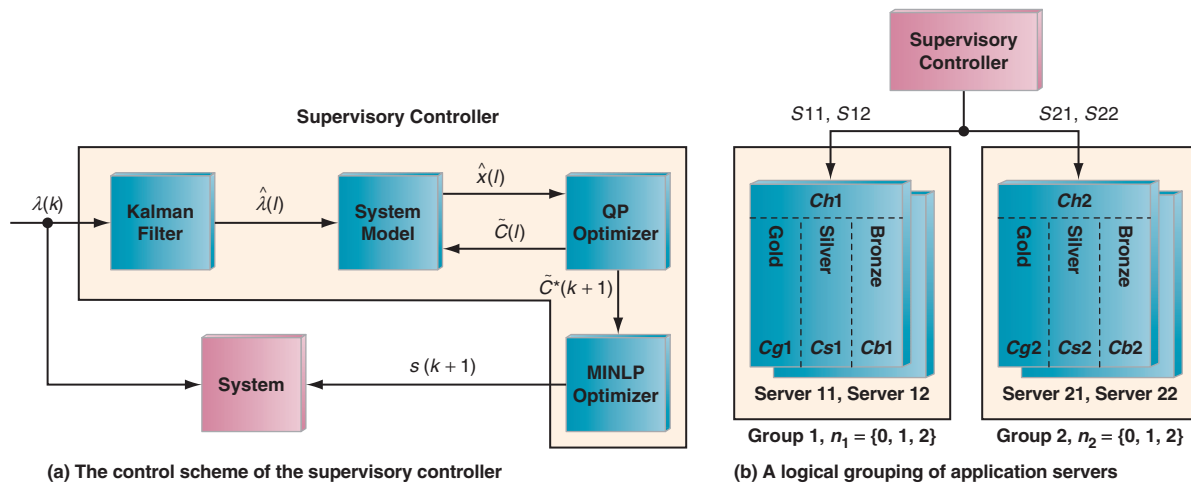 Supervisory Controller
λ(k)
Kalman
Filter
λ̂(l)
System
Model
x̂(l)
C̃(l)
QP
Optimizer
C̃*(k + 1)
System
s (k + 1)
MINLP
Optimizer
(a) The control scheme of the supervisory controller
Supervisory
Controller
S11, S12
S21, S22
Ch1
Gold
Silver
Bronze
Cg1
Cs1
Cb1
Server 11, Server 12
Group 1, n₁ = {0, 1, 2}
Ch2
Gold
Silver
Bronze
Cg2
Cs2
Cb2
Server 21, Server 22
Group 2, n₂ = {0, 1, 2}
(b) A logical grouping of application servers